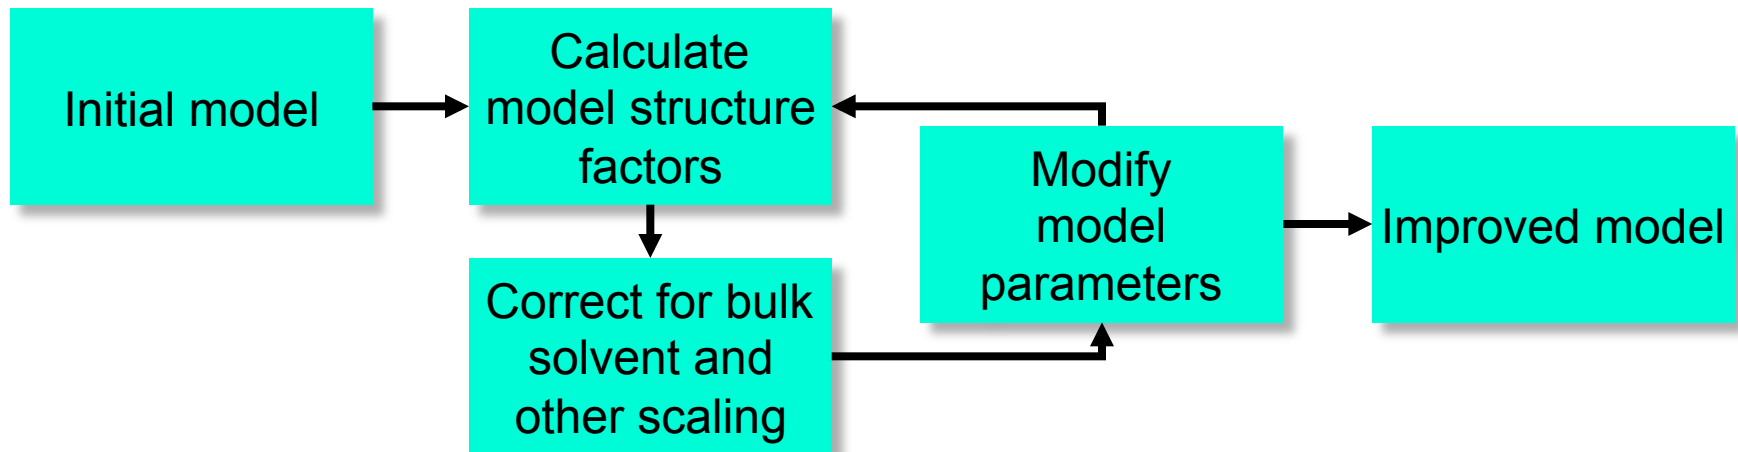 Initial model
Calculate
model structure
factors
Correct for bulk
solvent and
other scaling
Modify
model
parameters
Improved model